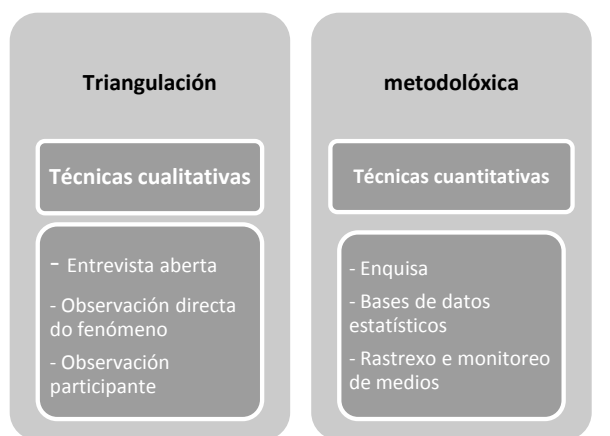 Triangulación
Técnicas cualitativas
- Entrevista aberta
- Observación directa
do fenómeno
- Observación
participante
metodolóxica
Técnicas cuantitativas
- Enquisa
- Bases de datos
estatísticos
- Rastrexo e monitoreo
de medios